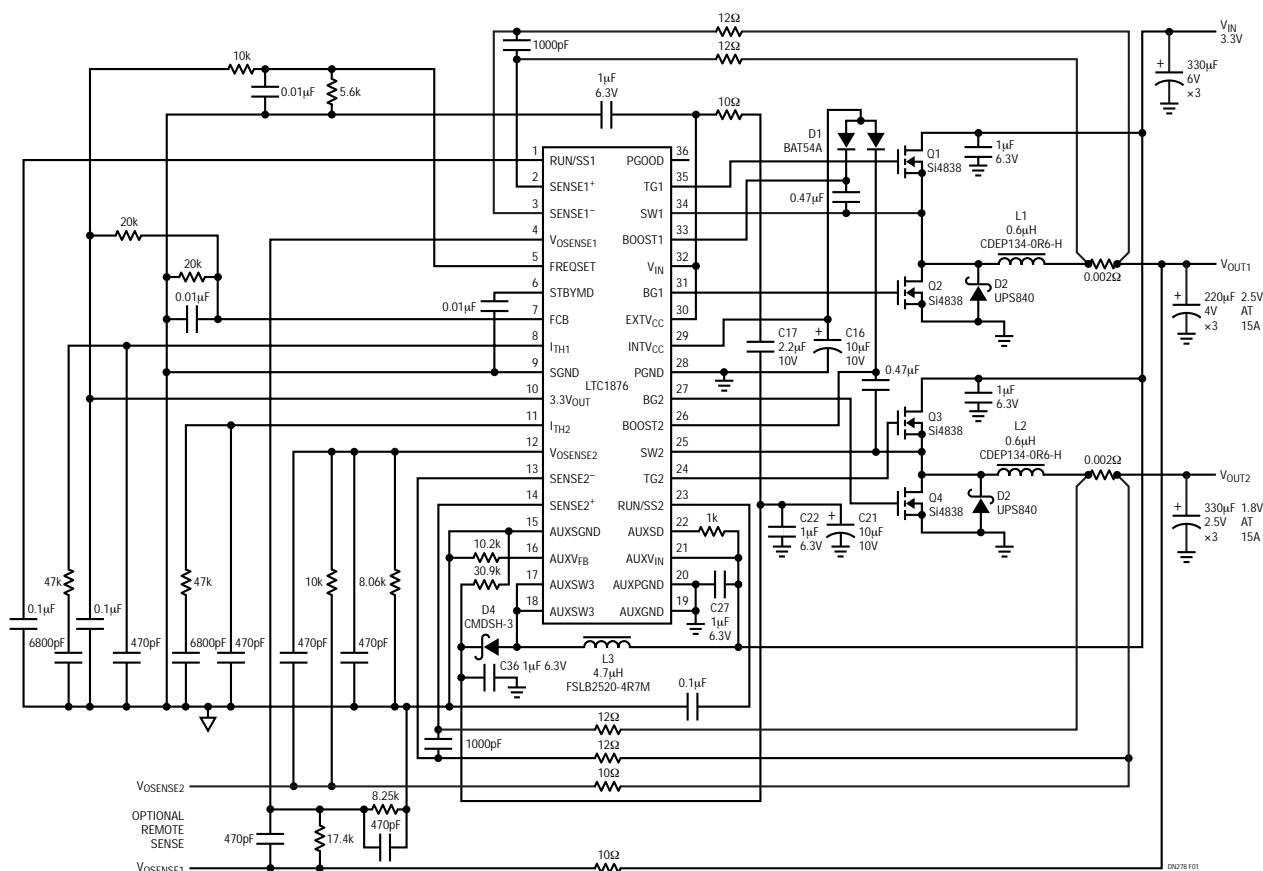 12Ω
1000pF
12Ω
V_IN
3.3V
10k
0.01µF
5.6k
1µF
6.3V
10Ω
+
330µF
6V
×3
D1
BAT54A
Q1
Si4838
1µF
6.3V
0.47µF
1
RUN/SS1
PGOOD
36
2
SENSE1+
TG1
35
3
SENSE1−
SW1
34
4
V_OSENSE1
BOOST1
33
5
FREQSET
V_IN
32
6
STBYMD
BG1
31
7
FCB
EXTV_CC
30
8
I_TH1
INTV_CC
29
9
SGND
PGND
28
LTC1876
10
3.3V_OUT
BG2
27
11
I_TH2
BOOST2
26
12
V_OSENSE2
SW2
25
13
SENSE2−
TG2
24
14
SENSE2+
RUN/SS2
23
15
AUXSGND
AUXSD
22
16
AUXV_FB
AUXV_IN
21
17
AUXSW3
AUXPGND
20
18
AUXSW3
AUXGND
19
20k
20k
0.01µF
0.01µF
L1
0.6µH
CDEP134-0R6-H
0.002Ω
V_OUT1
Q2
Si4838
D2
UPS840
+
220µF 2.5V
4V AT
×3 15A
C17
2.2µF
10V
+
C16
10µF
10V
0.47µF
1µF
6.3V
Q3
Si4838
L2
0.6µH
CDEP134-0R6-H
0.002Ω
V_OUT2
Q4
Si4838
D2
UPS840
+
330µF 1.8V
2.5V AT
×3 15A
C22
1µF
6.3V
+
C21
10µF
10V
1k
10.2k
30.9k
C27
1µF
6.3V
47k
47k
10k
8.06k
0.1µF
6800pF
0.1µF
470pF
6800pF
470pF
470pF
470pF
D4
CMDSH-3
C36 1µF 6.3V
L3
4.7µH
FSLB2520-4R7M
0.1µF
12Ω
1000pF
12Ω
10Ω
V_OSENSE2
OPTIONAL
REMOTE
SENSE
470pF
17.4k
8.25k
470pF
10Ω
V_OSENSE1
DN278 F01